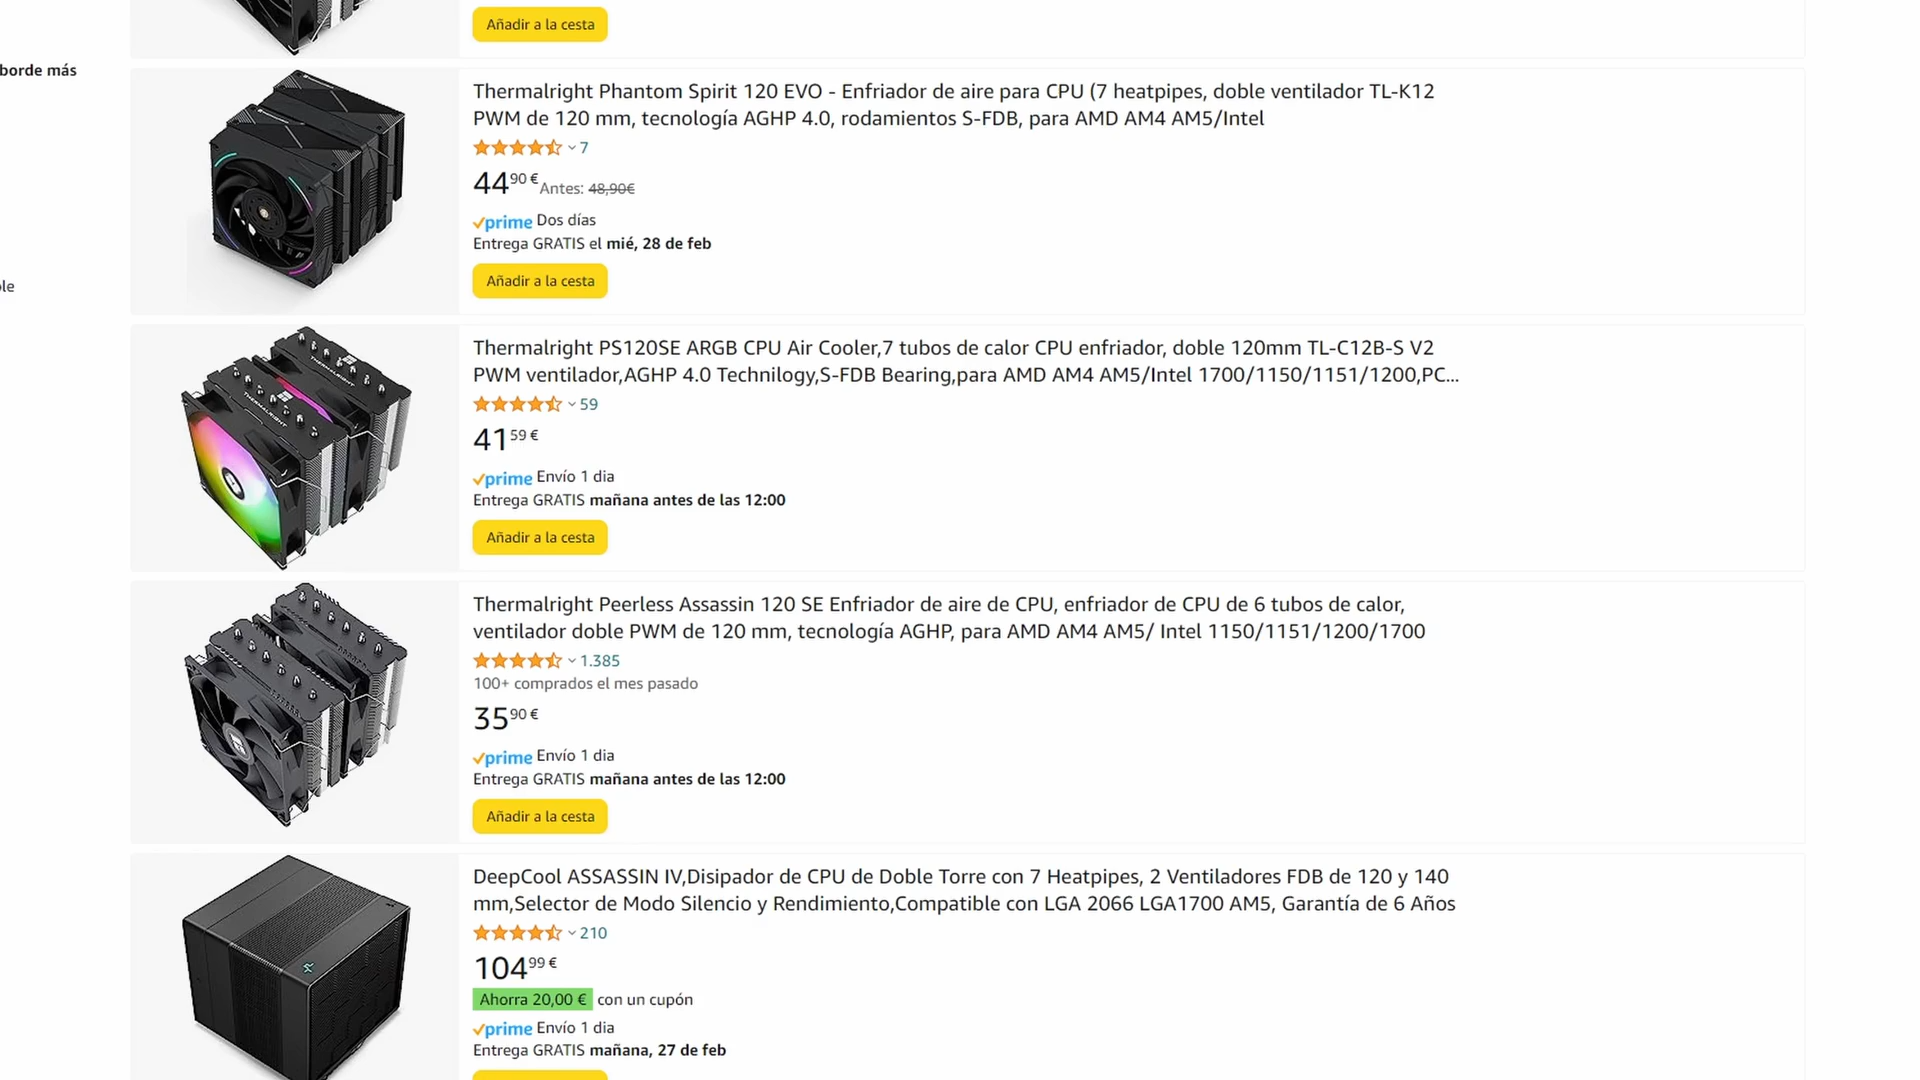 Añadir a la cesta
borde más
Thermalright Phantom Spirit 120 EVO - Enfriador de aire para CPU (7 heatpipes, doble ventilador TL-K12
PWM de 120 mm, tecnología AGHP 4.0, rodamientos S-FDB, para AMD AM4 AM5/Intel
7
44 90 € Antes: 48,90€
prime Dos días
Entrega GRATIS el mié, 28 de feb
Añadir a la cesta
ble
Thermalright PS120SE ARGB CPU Air Cooler,7 tubos de calor CPU enfriador, doble 120mm TL-C12B-S V2
PWM ventilador,AGHP 4.0 Technilogy,S-FDB Bearing,para AMD AM4 AM5/Intel 1700/1150/1151/1200,PC...
59
41 59 €
prime Envío 1 dia
Entrega GRATIS mañana antes de las 12:00
Añadir a la cesta
THERMALRIGHT
THERMALRIGHT
Thermalright Peerless Assassin 120 SE Enfriador de aire de CPU, enfriador de CPU de 6 tubos de calor,
ventilador doble PWM de 120 mm, tecnología AGHP, para AMD AM4 AM5/ Intel 1150/1151/1200/1700
1.385
100+ comprados el mes pasado
35 90 €
prime Envío 1 dia
Entrega GRATIS mañana antes de las 12:00
Añadir a la cesta
DeepCool ASSASSIN IV,Disipador de CPU de Doble Torre con 7 Heatpipes, 2 Ventiladores FDB de 120 y 140
mm,Selector de Modo Silencio y Rendimiento,Compatible con LGA 2066 LGA1700 AM5, Garantía de 6 Años
210
104 99 €
Ahorra 20,00 € con un cupón
prime Envío 1 dia
Entrega GRATIS mañana, 27 de feb